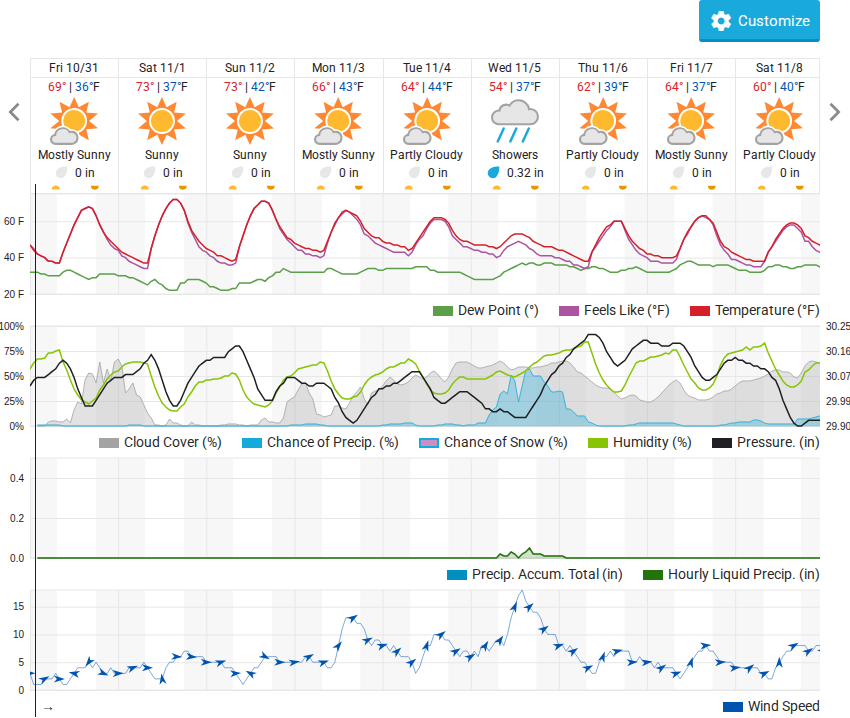 Customize
Fri 10/31 Sat 11/1 Sun 11/2 Mon 11/3 Tue 11/4 Wed 11/5 Thu 11/6 Fri 11/7 Sat 11/8
69° | 36°F 73° | 37°F 73° | 42°F 66° | 43°F 64° | 44°F 54° | 37°F 62° | 39°F 64° | 37°F 60° | 40°F
Mostly Sunny Sunny Sunny Mostly Sunny Partly Cloudy Showers Partly Cloudy Mostly Sunny Partly Cloudy
0 in 0 in 0 in 0 in 0 in 0.32 in 0 in 0 in 0 in
60 F
40 F
20 F
Dew Point (°) Feels Like (°F) Temperature (°F)
100% 30.25
75% 30.16
50% 30.07
25% 29.99
0% 29.90
Cloud Cover (%) Chance of Precip. (%) Chance of Snow (%) Humidity (%) Pressure. (in)
0.4
0.2
0.0
Precip. Accum. Total (in) Hourly Liquid Precip. (in)
15
10
5
0
→ Wind Speed